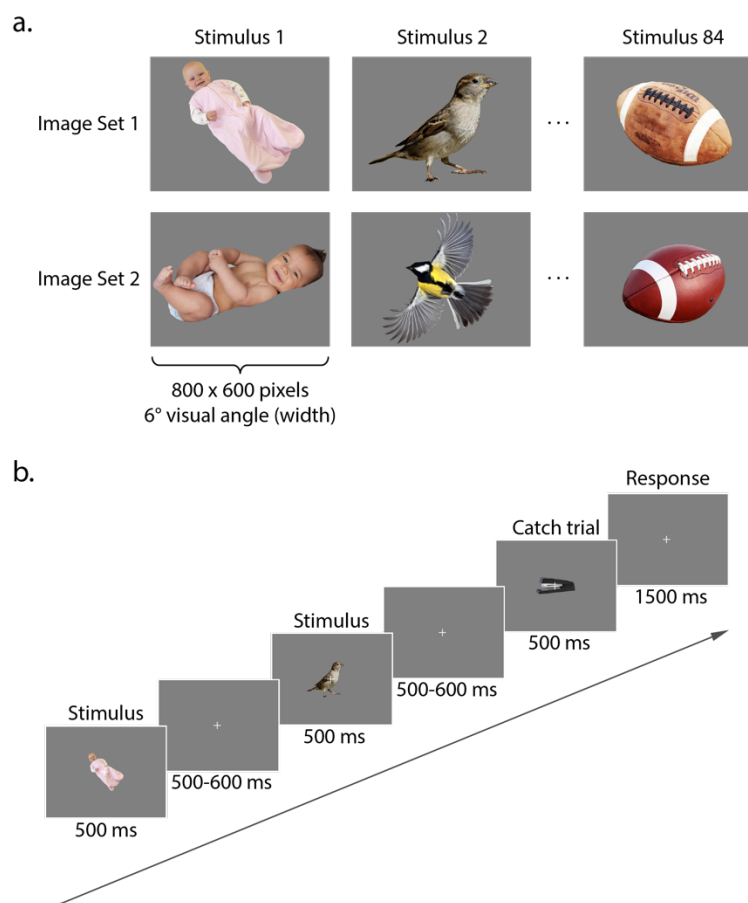 a.
Stimulus 1
Stimulus 2
Stimulus 84
Image Set 1
...
Image Set 2
...
800 x 600 pixels
6° visual angle (width)
b.
Response
Catch trial
1500 ms
Stimulus
500 ms
500-600 ms
Stimulus
500 ms
500-600 ms
500 ms